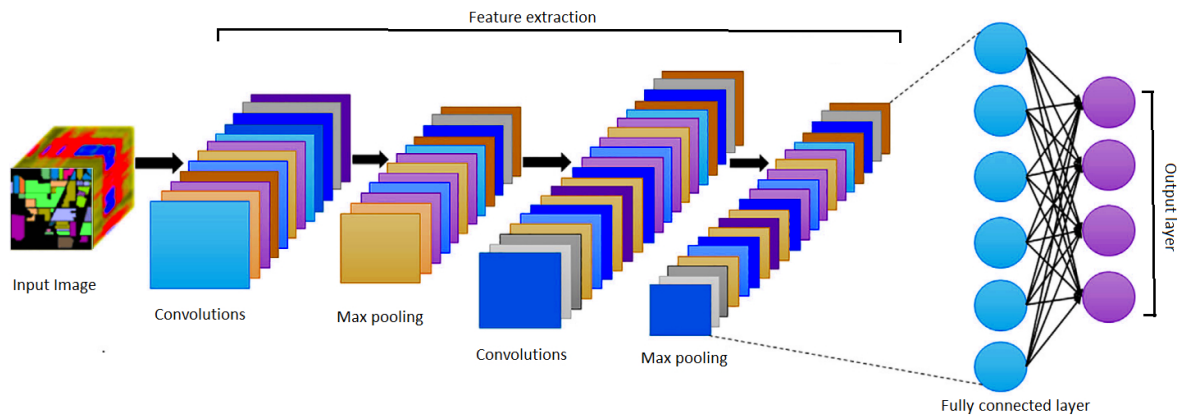 Feature extraction
Input Image
Convolutions
Max pooling
Convolutions
Max pooling
Fully connected layer
Output layer